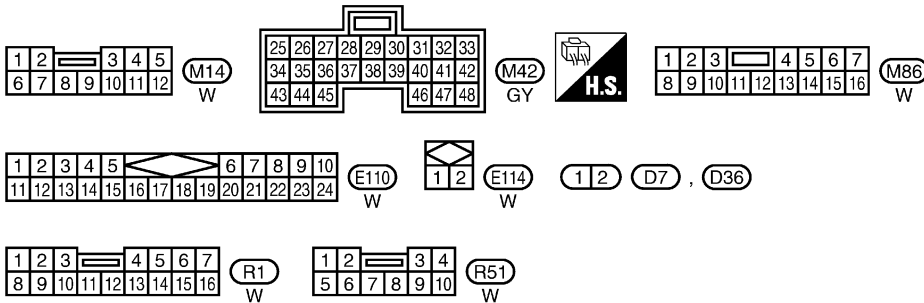 1 2 3 4 5
6 7 8 9 10 11 12
M14
W
25 26 27 28 29 30 31 32 33
34 35 36 37 38 39 40 41 42
43 44 45 46 47 48
M42
GY
H.S.
1 2 3 4 5 6 7
8 9 10 11 12 13 14 15 16
M86
W
1 2 3 4 5 6 7 8 9 10
11 12 13 14 15 16 17 18 19 20 21 22 23 24
E110
W
1 2
E114
W
1 2 D7 , D36
1 2 3 4 5 6 7
8 9 10 11 12 13 14 15 16
R1
W
1 2 3 4
5 6 7 8 9 10
R51
W